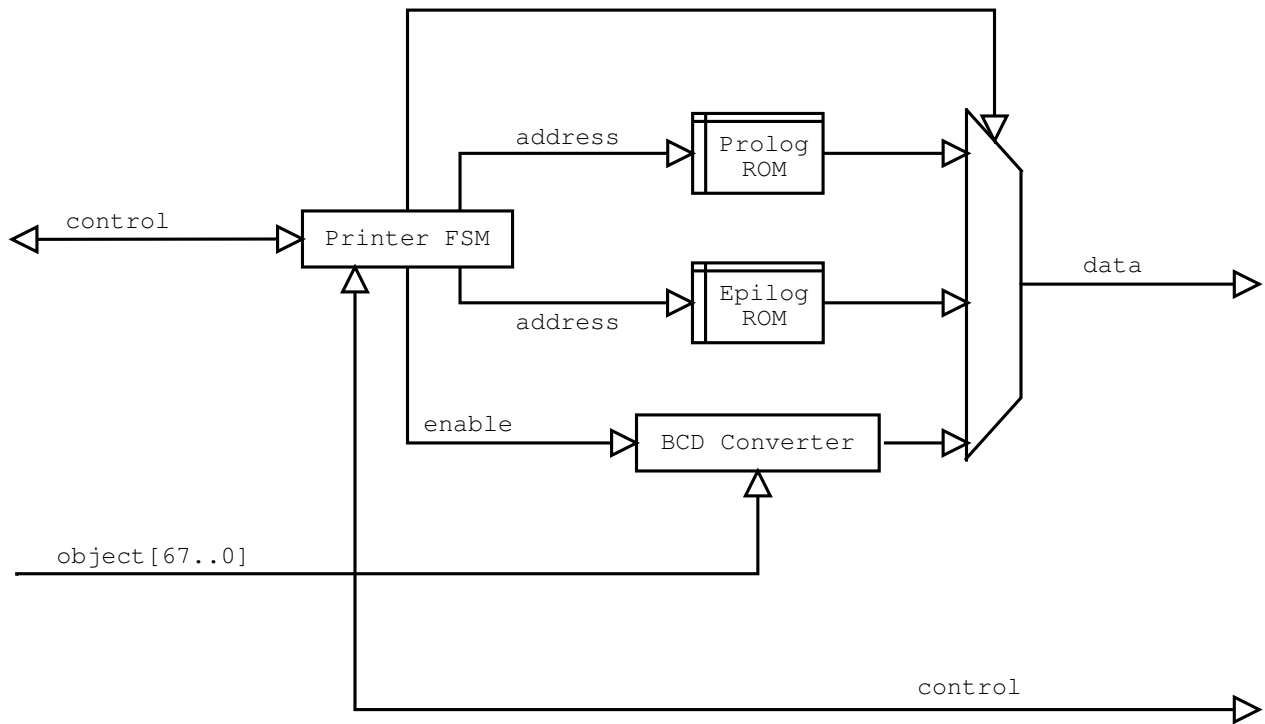 address
Prolog
ROM
control
Printer FSM
data
Epilog
ROM
address
enable
BCD Converter
object[67..0]
control